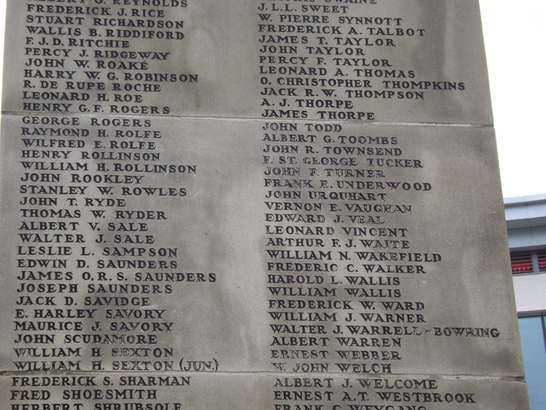 REYNOLDS
FREDERICK J. RICE
STUART RICHARDSON
WALLIS B. RIDDIFORD
F. J. D. RITCHIE
PERCY J. RIDGEWAY
JOHN W. ROAKE
HARRY W. G. ROBINSON
R. DE RUPE ROCHE
LEONARD H. ROE
HENRY G. F. ROGERS
GEORGE ROGERS
RAYMOND H. ROLFE
WILFRED E. ROLFE
HENRY ROLLINSON
WILLIAM H. ROLLINSON
JOHN ROOKLEY
STANLEY W. ROWLES
JOHN T. RYDE
THOMAS W. RYDER
ALBERT V. SALE
WALTER J. SALE
LESLIE L. SAMPSON
EDWIN D. SAUNDERS
JAMES O. R. S. SAUNDERS
JOSEPH SAUNDERS
JACK D. SAVIDGE
E. HARLEY SAVORY
MAURICE J. SAVORY
JOHN SCUDAMORE
WILLIAM H. SEXTON
WILLIAM H. SEXTON (JUN.)
FREDERICK S. SHARMAN
FRED SHOESMITH
HERBERT SHRUBSOLE
J. L. L. SWEET
W. PIERRE SYNNOTT
FREDERICK A. TALBOT
JAMES T. TAYLOR
JOHN TAYLOR
PERCY F. TAYLOR
LEONARD A. THOMAS
O. CHRISTOPHER THOMPKINS
JACK R. W. THOMPSON
A. J. THORPE
JAMES THORPE
JOHN TODD
ALBERT G. TOOMBS
JOHN R. TOWNSEND
F. ST. GEORGE TUCKER
JOHN F. TURNER
FRANK E. UNDERWOOD
JOHN URQUHART
VERNON E. VAUGHAN
EDWARD J. VEAL
LEONARD VINCENT
ARTHUR F. J. WAITE
WILLIAM N. WAKEFIELD
FREDERIC C. WALKER
HAROLD L. WALLIS
WILLIAM WALLIS
FREDERICK W. WARD
WILLIAM J. WARNER
WALTER J. WARRELL-BOWRING
ALBERT WARREN
ERNEST WEBBER
W. JOHN WELCH
ALBERT J. WELCOME
ERNEST A. T. WESTBROOK
FRANK C. WEYGANG